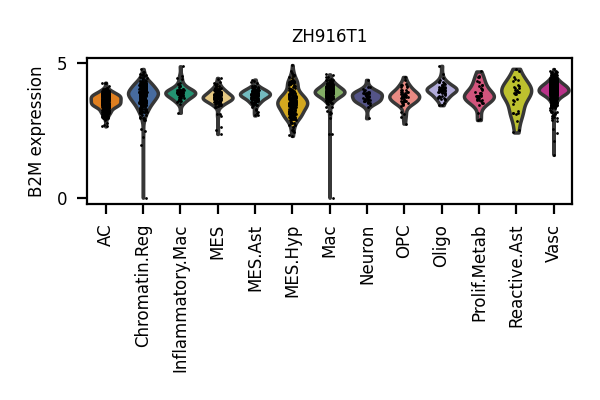 ZH916T1
5
0
B2M expression
AC
Chromatin.Reg
Inflammatory.Mac
MES
MES.Ast
MES.Hyp
Mac
Neuron
OPC
Oligo
Prolif.Metab
Reactive.Ast
Vasc